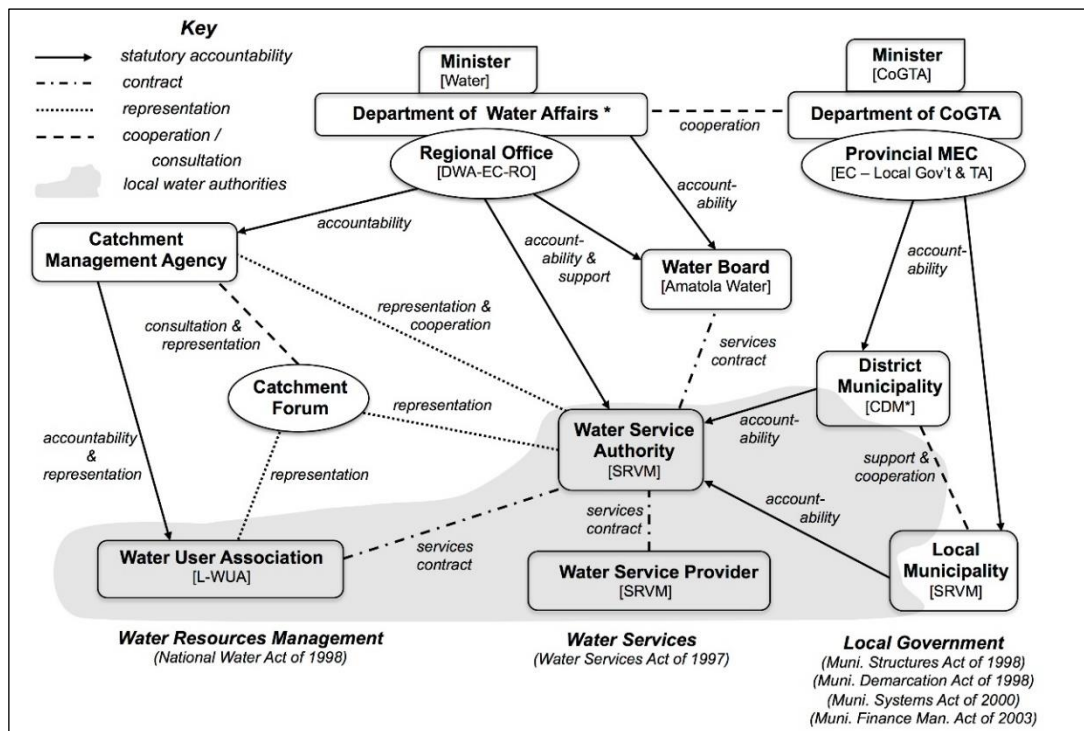 Key
statutory accountability
contract
representation
cooperation /
consultation
local water authorities
Minister
[Water]
Department of Water Affairs *
Regional Office
[DWA-EC-RO]
cooperation
Minister
[CoGTA]
Department of CoGTA
Provincial MEC
[EC – Local Gov't & TA]
accountability
account-
ability &
support
account-
ability
account-
ability
Catchment
Management Agency
Water Board
[Amatola Water]
representation &
cooperation
consultation &
representation
services
contract
Catchment
Forum
representation
District
Municipality
[CDM*]
accountability
&
representation
representation
Water Service
Authority
[SRVM]
account-
ability
support &
cooperation
services
contract
account-
ability
services
contract
Water User Association
[L-WUA]
Water Service Provider
[SRVM]
Local
Municipality
[SRVM]
Water Resources Management
(National Water Act of 1998)
Water Services
(Water Services Act of 1997)
Local Government
(Muni. Structures Act of 1998)
(Muni. Demarcation Act of 1998)
(Muni. Systems Act of 2000)
(Muni. Finance Man. Act of 2003)